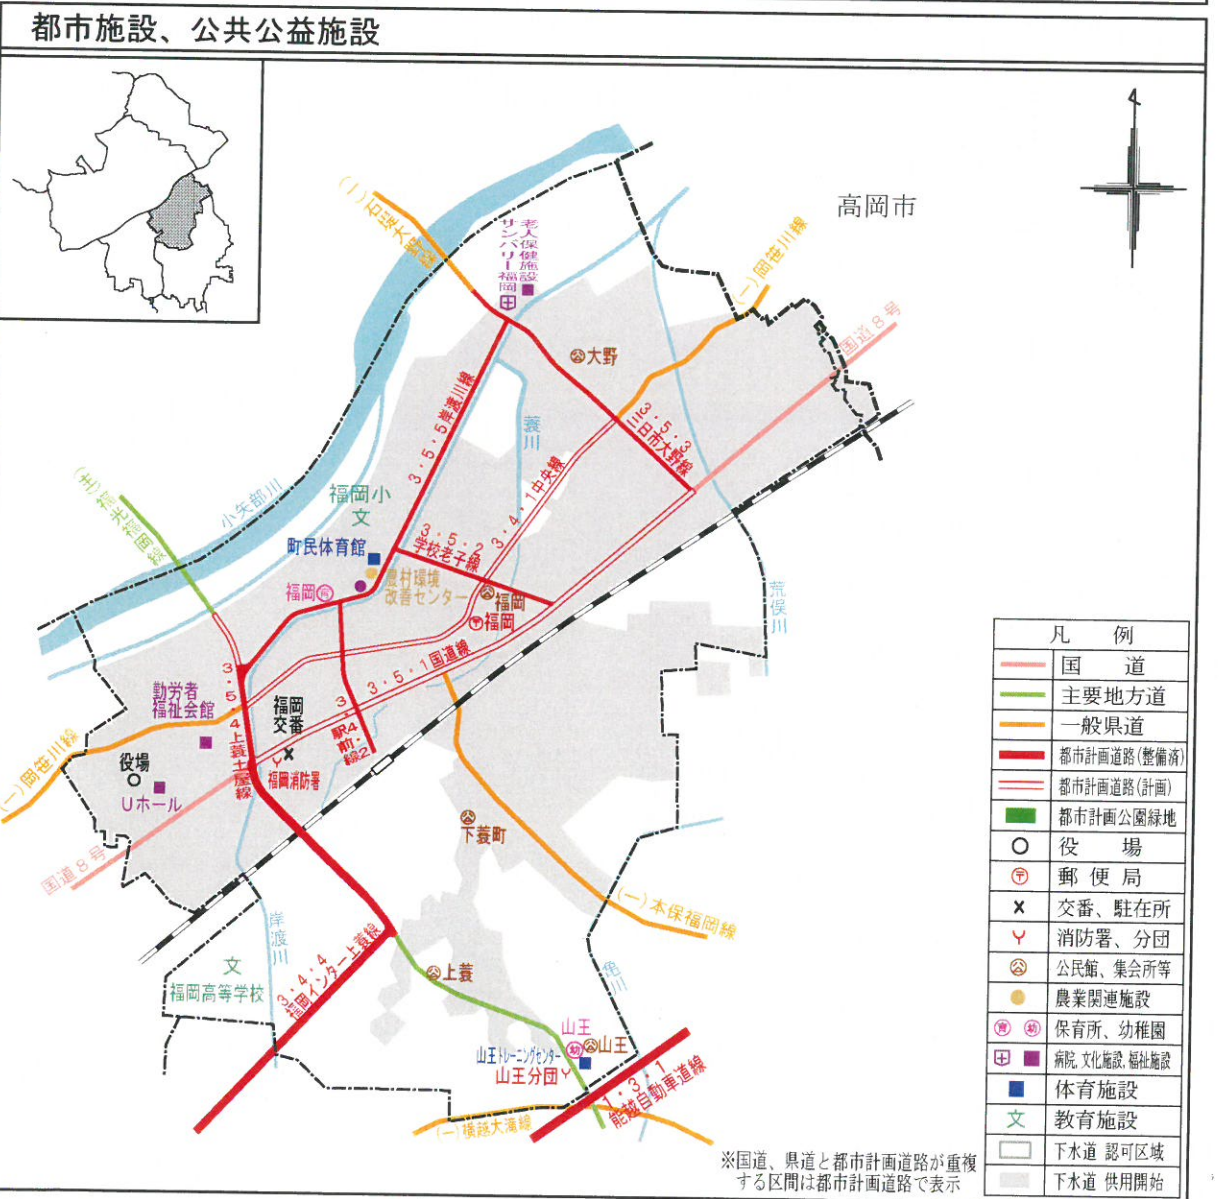 都市施設、公共公益施設
高岡市
(一)石堤大野線
老人保健施設
サンバリー福岡
(一)岡笹川線
国道8号
大野
3・5・5岸渡川線
3・5・3
三日市大野線
蓑川
3・4・1中央線
(主)福光福岡線
小矢部川
福岡小
文
町民体育館
3・5・2
学校老子線
農村環境
改善センター
福岡
福岡
福岡
荒俣川
3・5・1国道線
3・5・4上蓑土屋線
勤労者
福祉会館
福岡
交番
3・4・2
駅前線
役場
Uホール
福岡消防署
(一)岡笹川線
国道8号
下蓑町
(一)本保福岡線
岸渡川
文
福岡高等学校
3・4・4
福岡インター上蓑線
上蓑
山王
山王
山王トレーニングセンター
山王分団
1・3・1
能越自動車道線
(一)横越大滝線
※国道、県道と都市計画道路が重複
する区間は都市計画道路で表示
凡 例
国 道
主要地方道
一般県道
都市計画道路(整備済)
都市計画道路(計画)
都市計画公園緑地
役 場
郵便局
交番、駐在所
消防署、分団
公民館、集会所等
農業関連施設
保育所、幼稚園
病院,文化施設,福祉施設
体育施設
文 教育施設
下水道 認可区域
下水道 供用開始